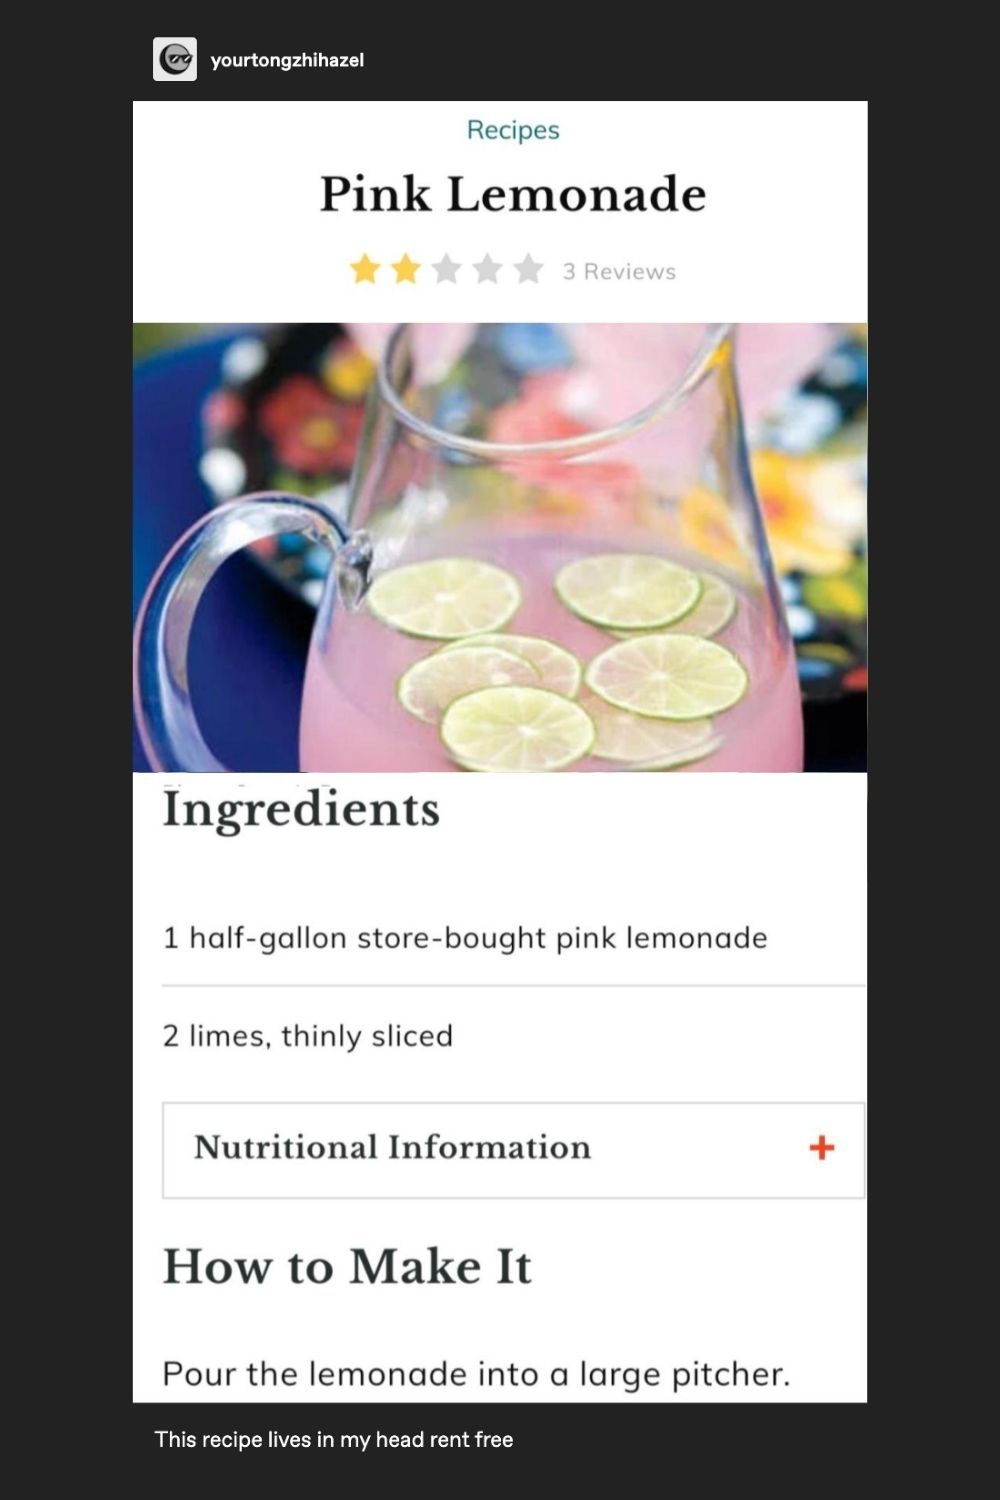 yourtongzhihazel
Recipes
Pink Lemonade
3 Reviews
Ingredients
1 half-gallon store-bought pink lemonade
2 limes, thinly sliced
Nutritional Information +
How to Make It
Pour the lemonade into a large pitcher.
This recipe lives in my head rent free